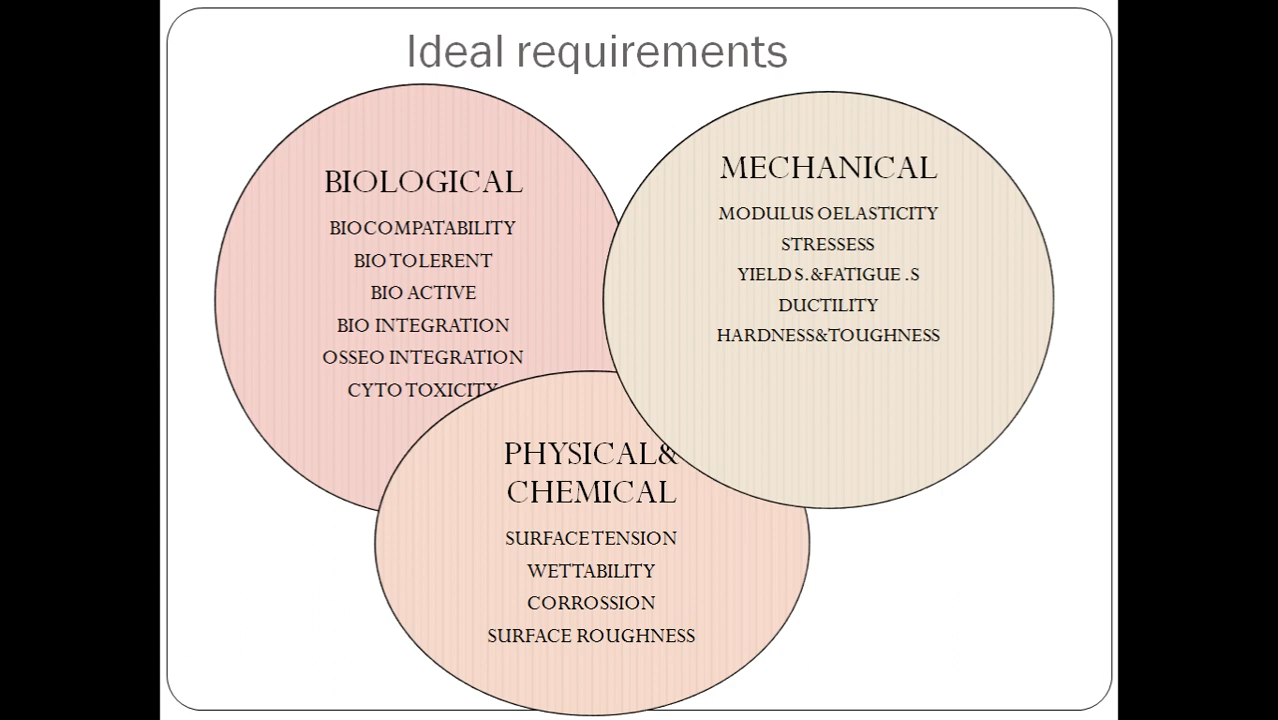 Ideal requirements
BIOLOGICAL
BIOCOMPATABILITY
BIO TOLERENT
BIO ACTIVE
BIO INTEGRATION
OSSEO INTEGRATION
CYTO TOXICITY
MECHANICAL
MODULUS OELASTICITY
STRESSESS
YIELD S.&FATIGUE .S
DUCTILITY
HARDNESS&TOUGHNESS
PHYSICAL&
CHEMICAL
SURFACE TENSION
WETTABILITY
CORROSSION
SURFACE ROUGHNESS